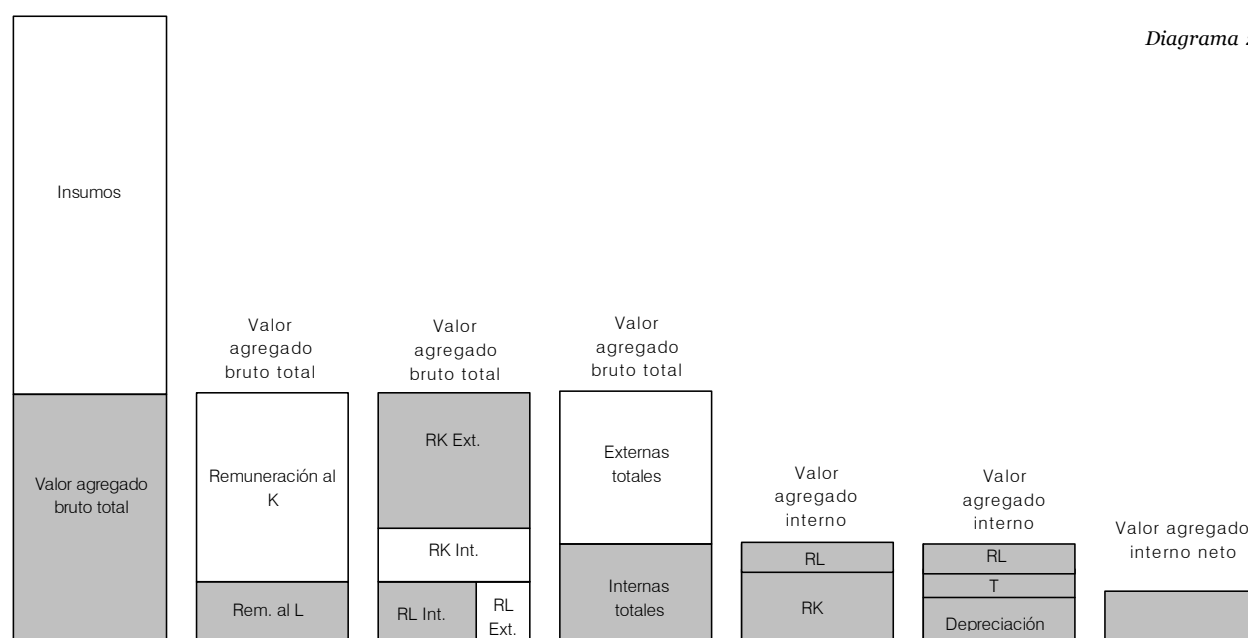 Diagrama
Insumos
Valor agregado
bruto total
Valor
agregado
bruto total
Remuneración al
K
Rem. al L
Valor
agregado
bruto total
RK Ext.
RK Int.
RL Int.
RL
Ext.
Valor
agregado
bruto total
Externas
totales
Internas
totales
Valor
agregado
interno
RL
RK
Valor
agregado
interno
RL
T
Depreciación
Valor agregado
interno neto